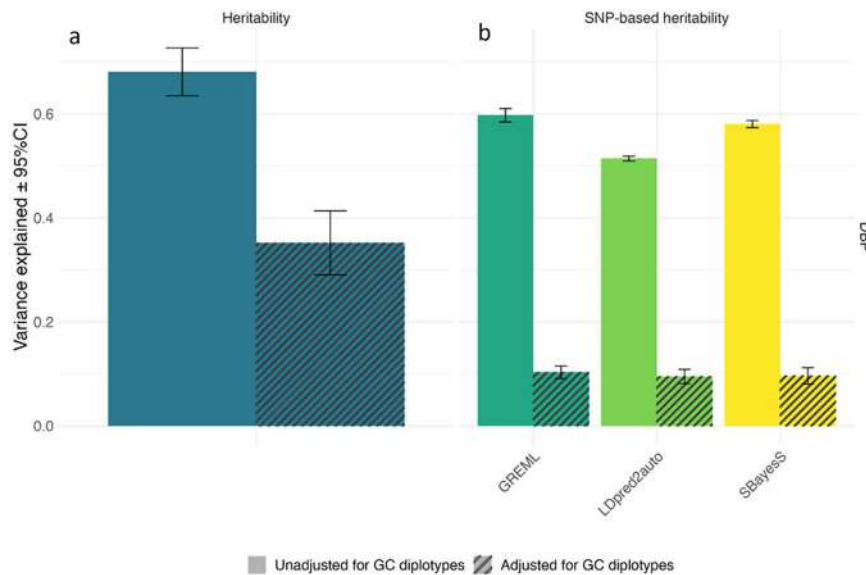 a
Heritability
b
SNP-based heritability
Variance explained ± 95%CI
0.6
0.4
0.2
0.0
GREML
LDpred2auto
SBayesS
Unadjusted for GC diplotypes
Adjusted for GC diplotypes